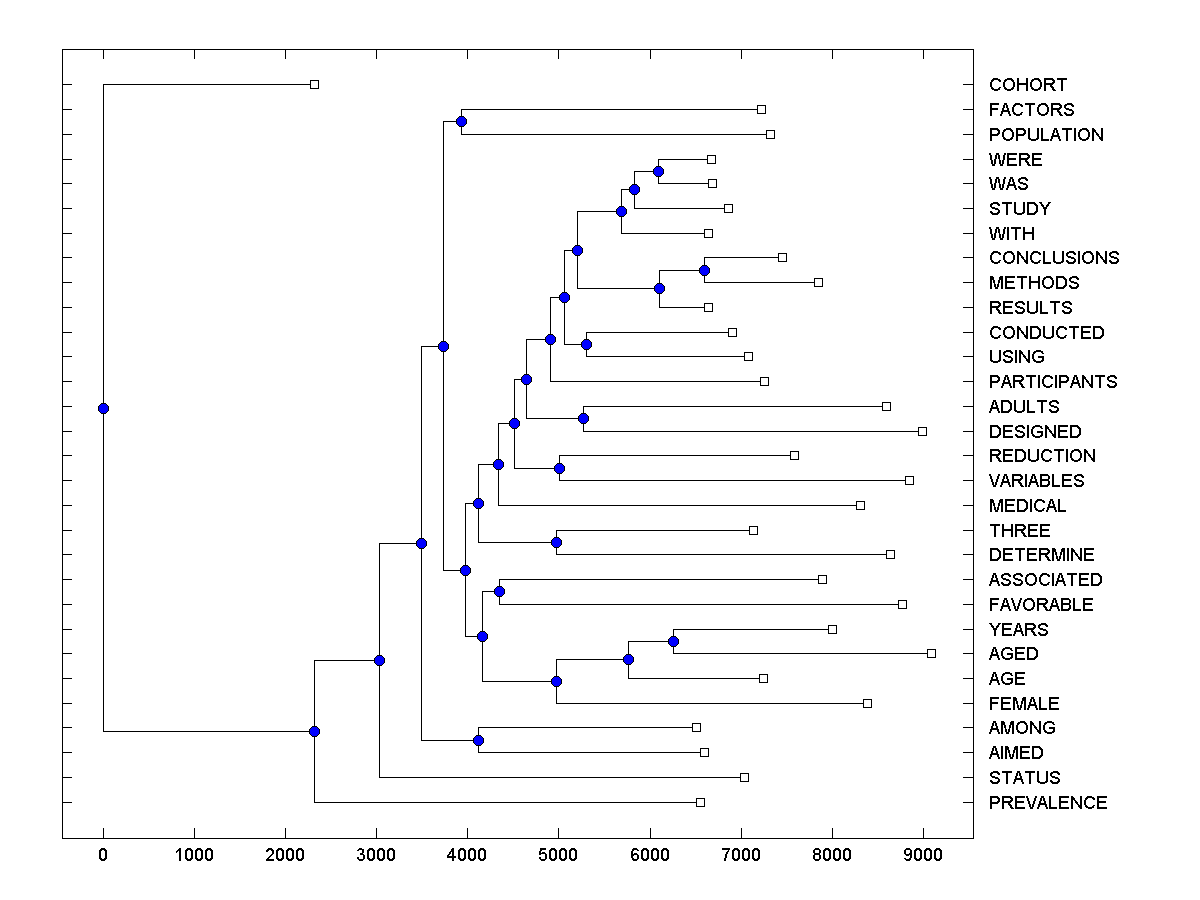 COHORT
FACTORS
POPULATION
WERE
WAS
STUDY
WITH
CONCLUSIONS
METHODS
RESULTS
CONDUCTED
USING
PARTICIPANTS
ADULTS
DESIGNED
REDUCTION
VARIABLES
MEDICAL
THREE
DETERMINE
ASSOCIATED
FAVORABLE
YEARS
AGED
AGE
FEMALE
AMONG
AIMED
STATUS
PREVALENCE
0 1000 2000 3000 4000 5000 6000 7000 8000 9000